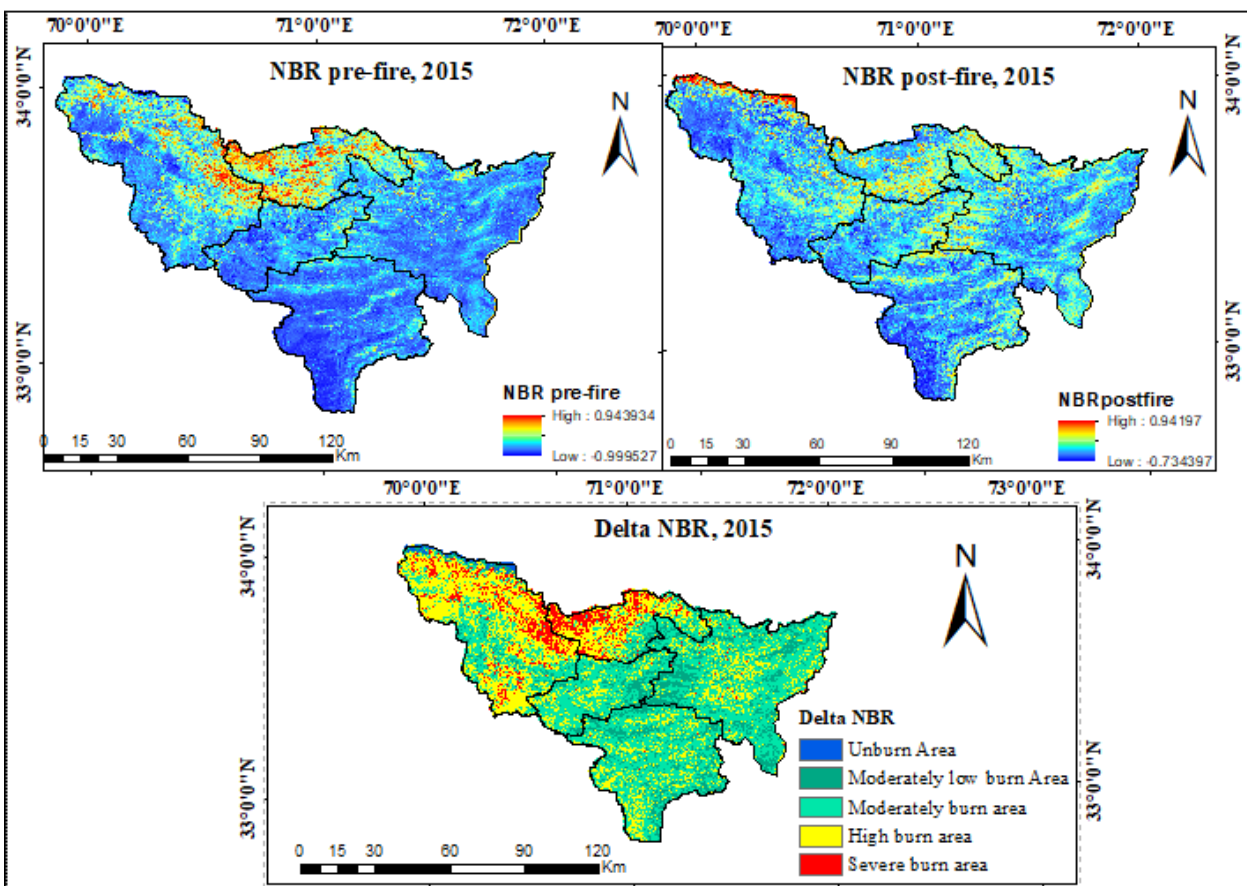 70°0'0"E 71°0'0"E 72°0'0"E
NBR pre-fire, 2015
N
34°0'0"N
33°0'0"N
NBR pre-fire
High : 0.943934
Low : -0.999527
0 15 30 60 90 120
Km
70°0'0"E 71°0'0"E 72°0'0"E
NBR post-fire, 2015
N
34°0'0"N
33°0'0"N
NBRpostfire
High : 0.94197
Low : -0.734397
0 15 30 60 90 120
Km
70°0'0"E 71°0'0"E 72°0'0"E 73°0'0"E
Delta NBR, 2015
N
34°0'0"N
34°0'0"N
33°0'0"N
33°0'0"N
Delta NBR
Unburn Area
Moderately low burn Area
Moderately burn area
High burn area
Severe burn area
0 15 30 60 90 120
Km